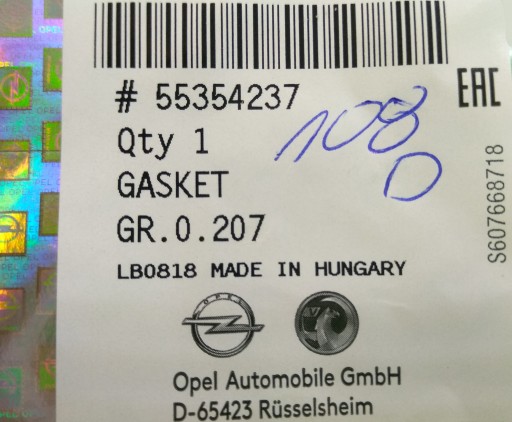 # 55354237
EAC
108
D
Qty 1
GASKET
GR.0.207
S607668718
LB0818 MADE IN HUNGARY
OPEL
Opel Automobile GmbH
D-65423 Rüsselsheim